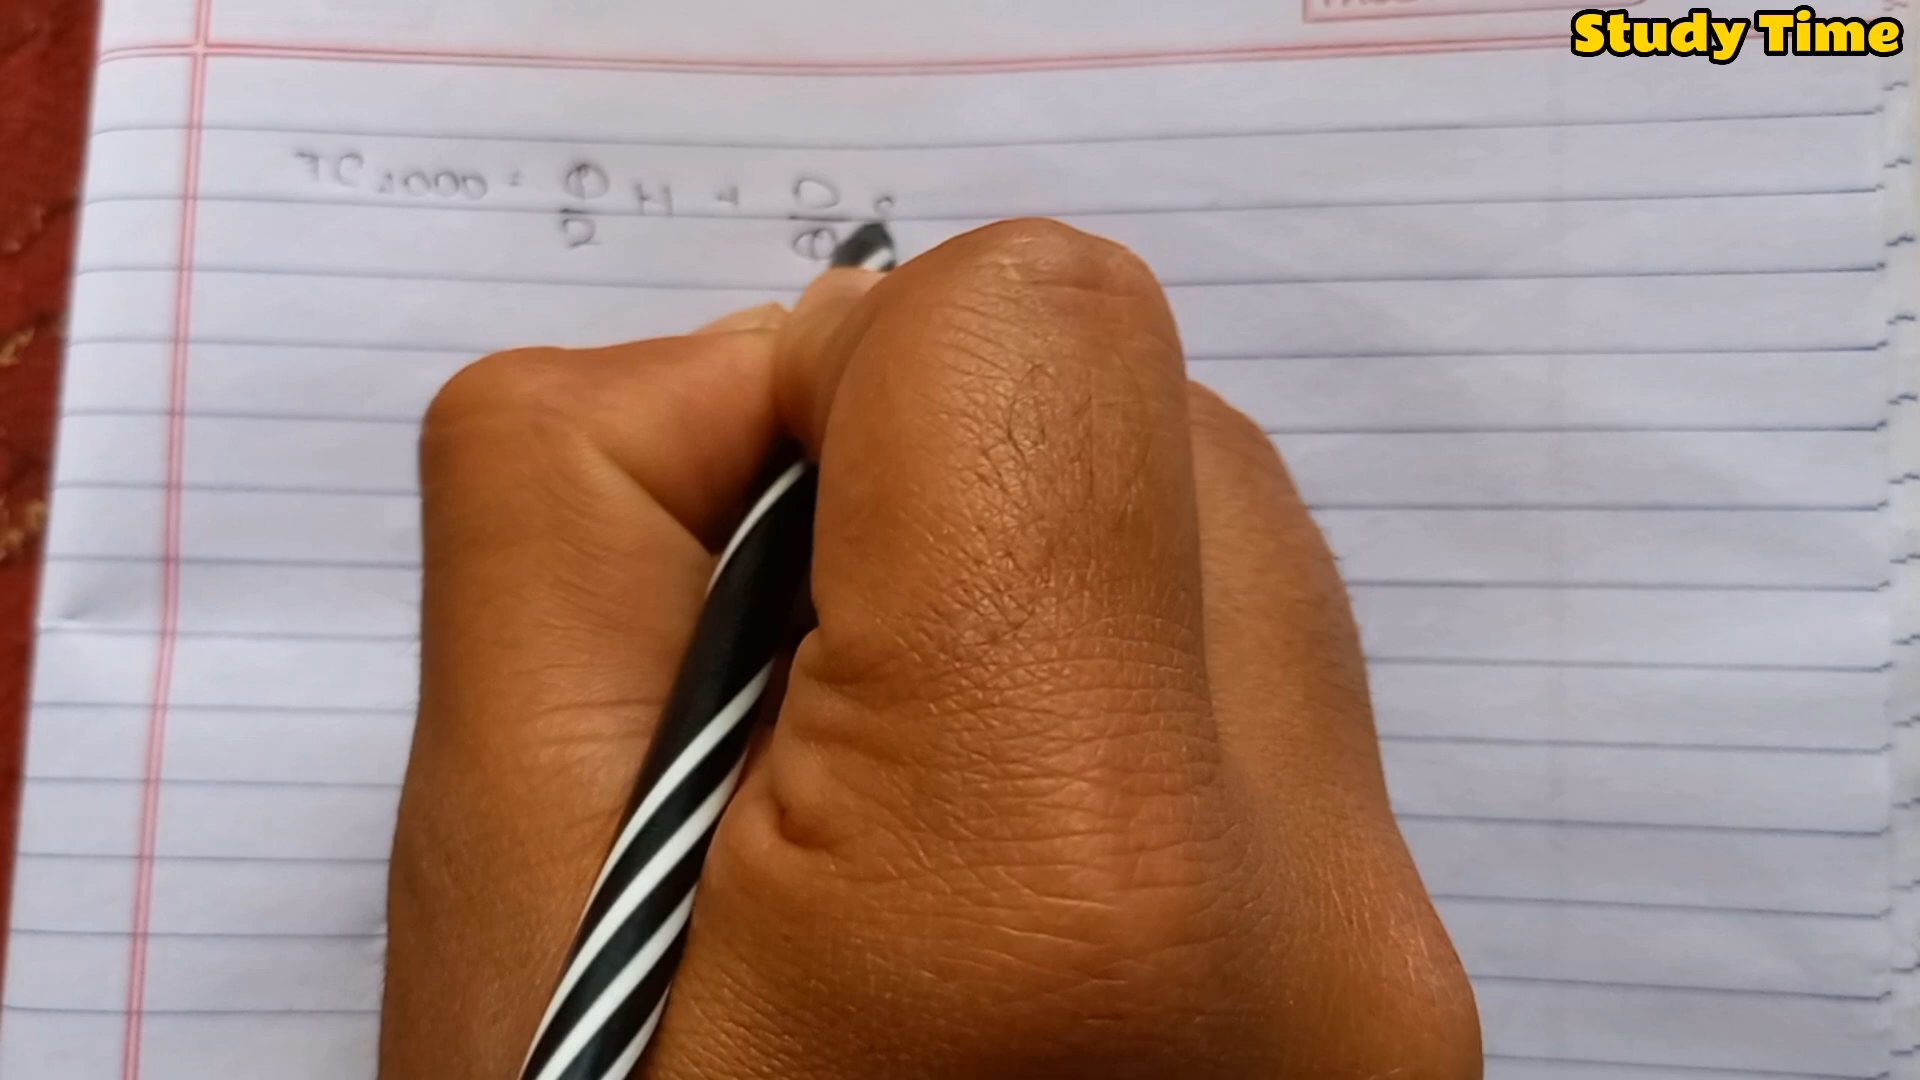 Study Time
TC 1000 = Q/2 H + D/Q